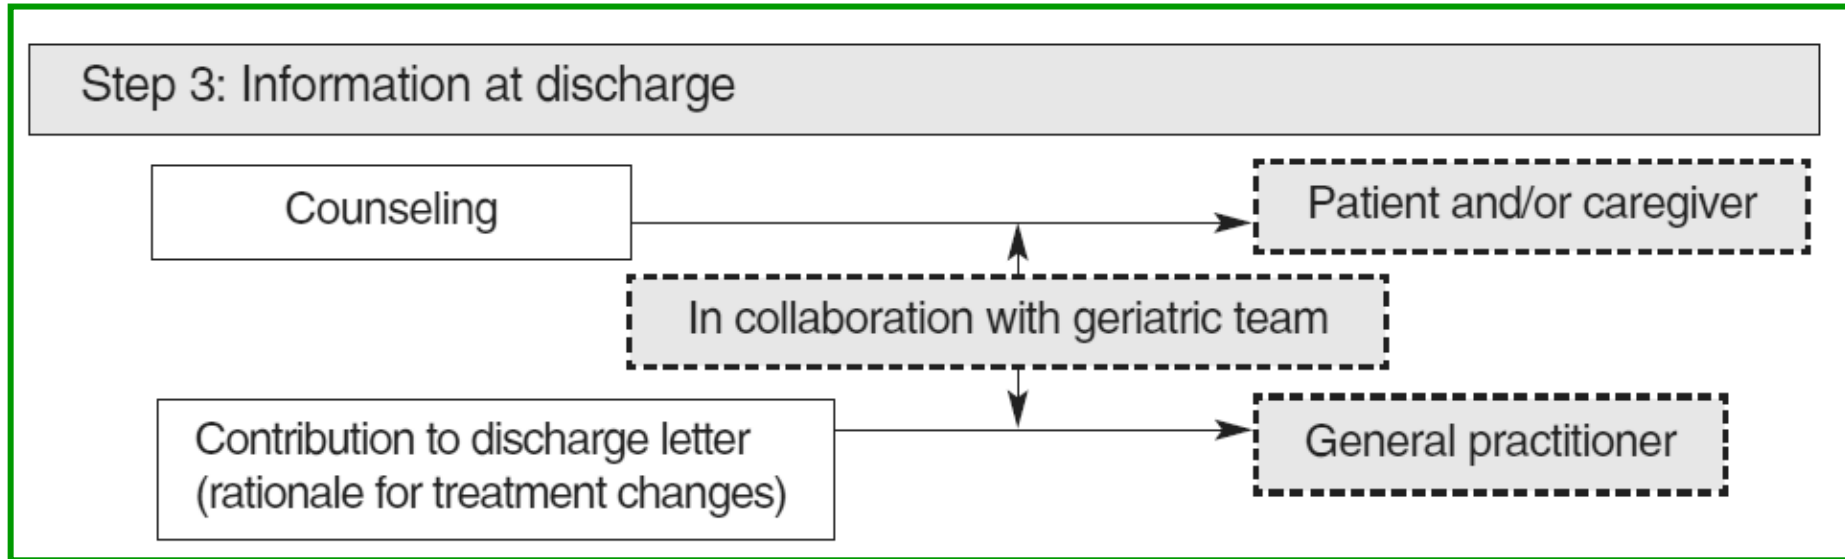 Step 3: Information at discharge
Counseling
Patient and/or caregiver
In collaboration with geriatric team
Contribution to discharge letter
(rationale for treatment changes)
General practitioner